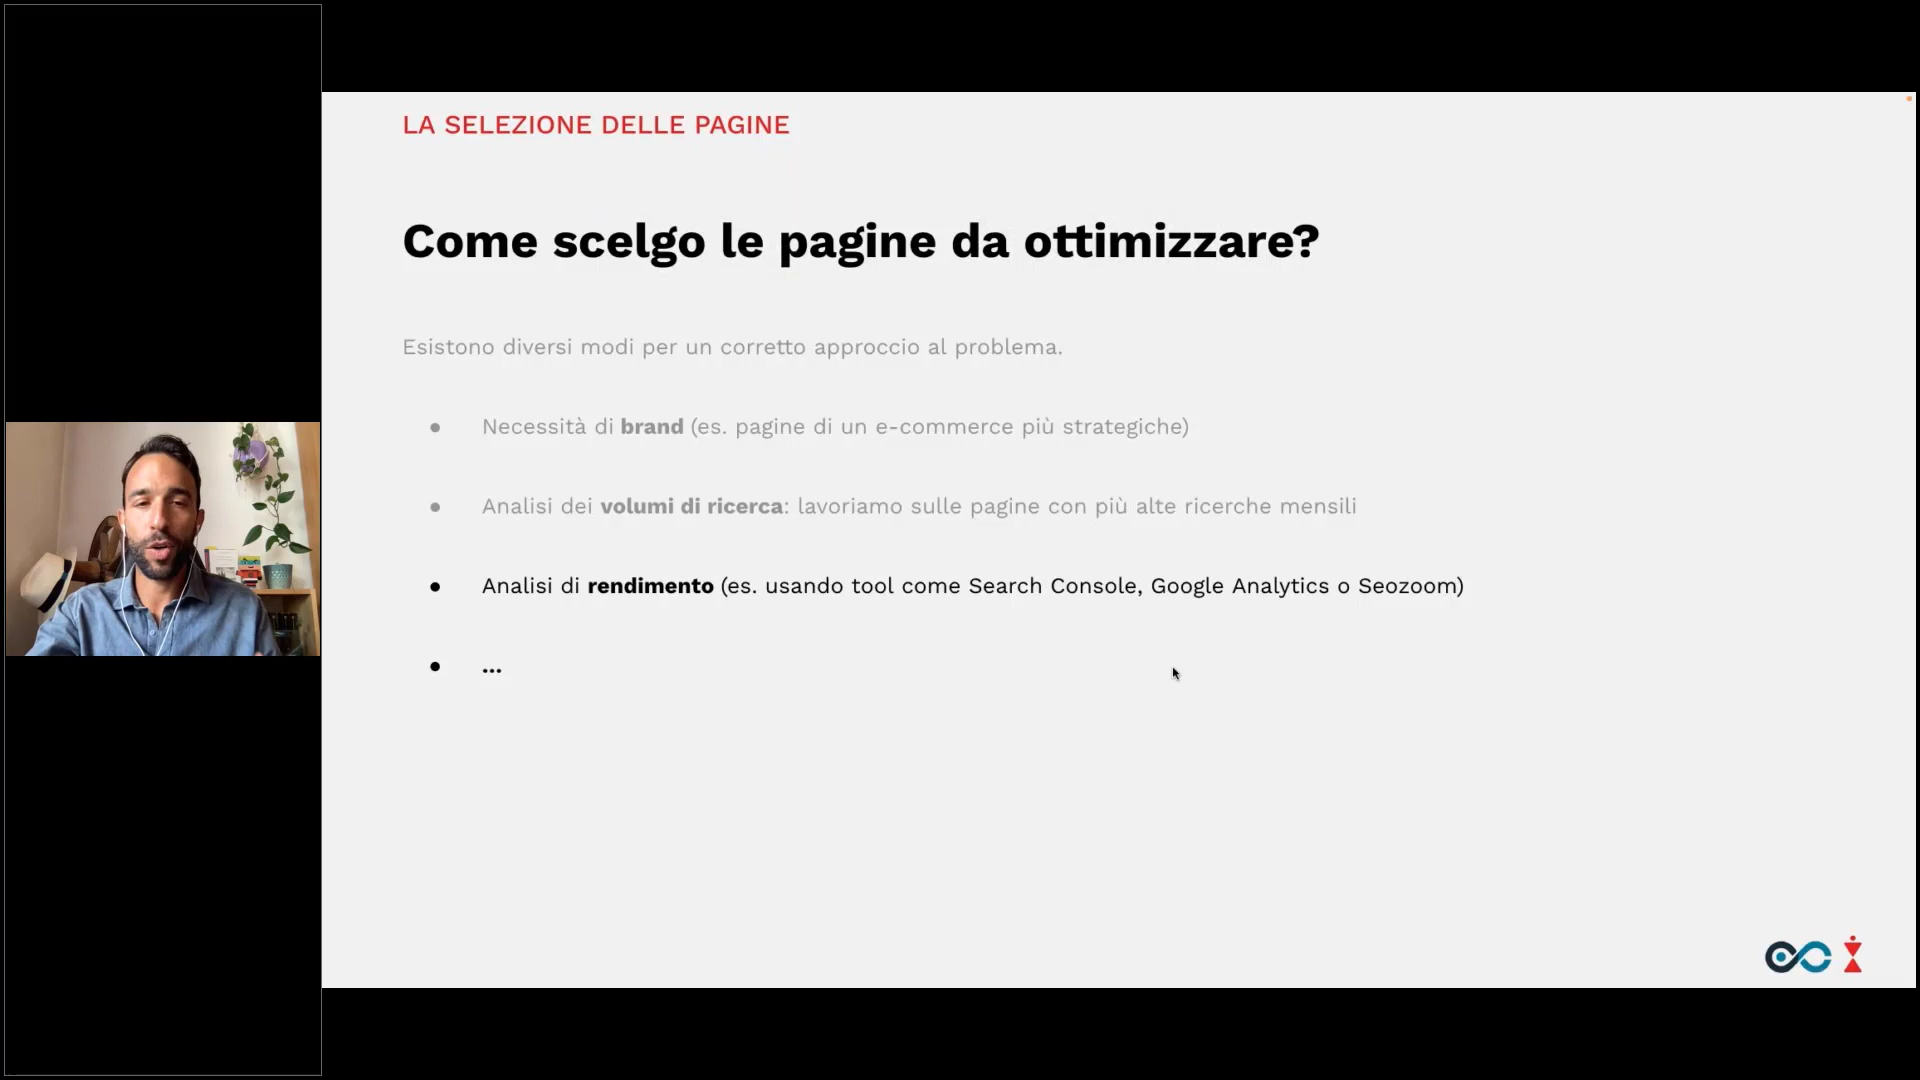 LA SELEZIONE DELLE PAGINE
Come scelgo le pagine da ottimizzare?
Esistono diversi modi per un corretto approccio al problema.
● Necessità di brand (es. pagine di un e-commerce più strategiche)
● Analisi dei volumi di ricerca: lavoriamo sulle pagine con più alte ricerche mensili
● Analisi di rendimento (es. usando tool come Search Console, Google Analytics o Seozoom)
● ...